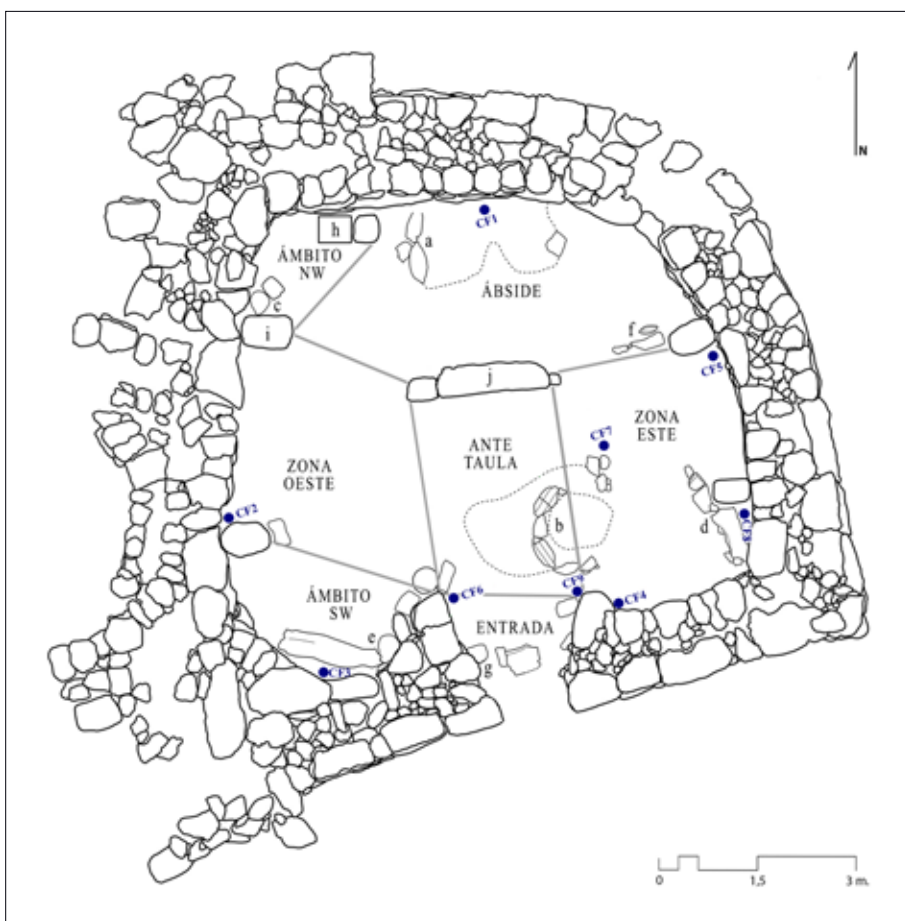 N
CF1
h
a
ÁMBITO
NW
ÁBSIDE
c
i
f
CF5
j
CF7
ZONA
ESTE
ANTE
TAULA
ZONA
OESTE
CF2
b
d
CF8
ÁMBITO
SW
CF6
CF9
CF4
ENTRADA
e
g
CF3
0
1,5
3 m.